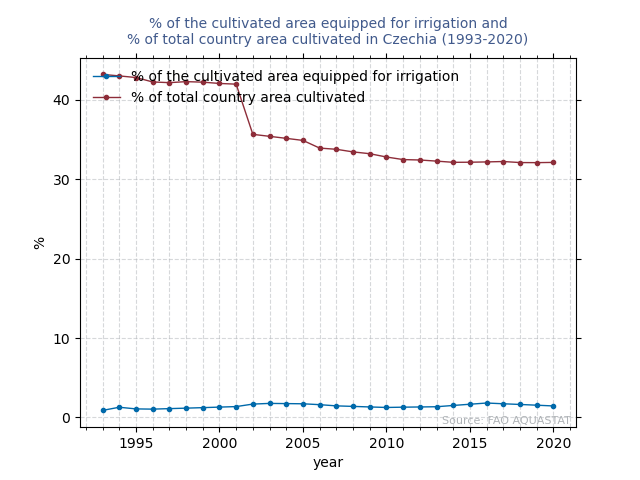 % of the cultivated area equipped for irrigation and
% of total country area cultivated in Czechia (1993-2020)
% of the cultivated area equipped for irrigation
% of total country area cultivated
40
30
20
10
0
%
1995 2000 2005 2010 2015 2020
year
Source: FAO AQUASTAT